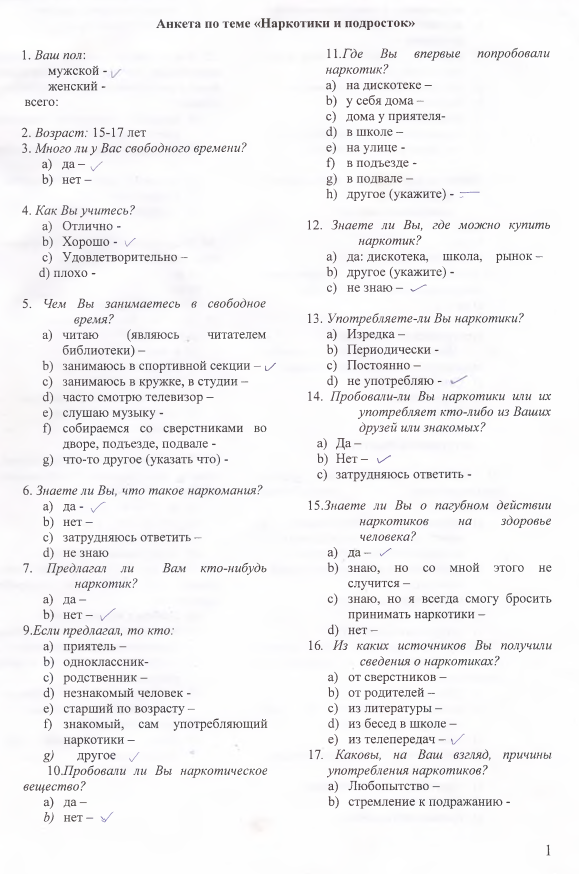 Анкета по теме «Наркотики и подросток»
1. Ваш пол:
мужской - ✓
женский -
всего:
2. Возраст: 15-17 лет
3. Много ли у Вас свободного времени?
a) да – ✓
b) нет –
4. Как Вы учитесь?
a) Отлично -
b) Хорошо - ✓
c) Удовлетворительно –
d) плохо -
5. Чем Вы занимаетесь в свободное
время?
a) читаю (являюсь читателем
библиотеки) –
b) занимаюсь в спортивной секции – ✓
c) занимаюсь в кружке, в студии –
d) часто смотрю телевизор –
e) слушаю музыку -
f) собираемся со сверстниками во
дворе, подъезде, подвале -
g) что-то другое (указать что) -
6. Знаете ли Вы, что такое наркомания?
a) да - ✓
b) нет –
c) затрудняюсь ответить –
d) не знаю
7. Предлагал ли Вам кто-нибудь
наркотик?
a) да –
b) нет – ✓
9.Если предлагал, то кто:
a) приятель –
b) одноклассник-
c) родственник –
d) незнакомый человек -
e) старший по возрасту –
f) знакомый, сам употребляющий
наркотики –
g) другое ✓
10.Пробовали ли Вы наркотическое
вещество?
a) да –
b) нет – ✓
11.Где Вы впервые попробовали
наркотик?
a) на дискотеке –
b) у себя дома –
c) дома у приятеля-
d) в школе –
e) на улице -
f) в подъезде -
g) в подвале –
h) другое (укажите) - —
12. Знаете ли Вы, где можно купить
наркотик?
a) да: дискотека, школа, рынок –
b) другое (укажите) -
c) не знаю – ✓
13. Употребляете-ли Вы наркотики?
a) Изредка –
b) Периодически -
c) Постоянно –
d) не употребляю - ✓
14. Пробовали-ли Вы наркотики или их
употребляет кто-либо из Ваших
друзей или знакомых?
a) Да –
b) Нет – ✓
c) затрудняюсь ответить -
15.Знаете ли Вы о пагубном действии
наркотиков на здоровье
человека?
a) да – ✓
b) знаю, но со мной этого не
случится –
c) знаю, но я всегда смогу бросить
принимать наркотики –
d) нет –
16. Из каких источников Вы получили
сведения о наркотиках?
a) от сверстников –
b) от родителей –
c) из литературы –
d) из бесед в школе –
e) из телепередач – ✓
17. Каковы, на Ваш взгляд, причины
употребления наркотиков?
a) Любопытство –
b) стремление к подражанию -
1